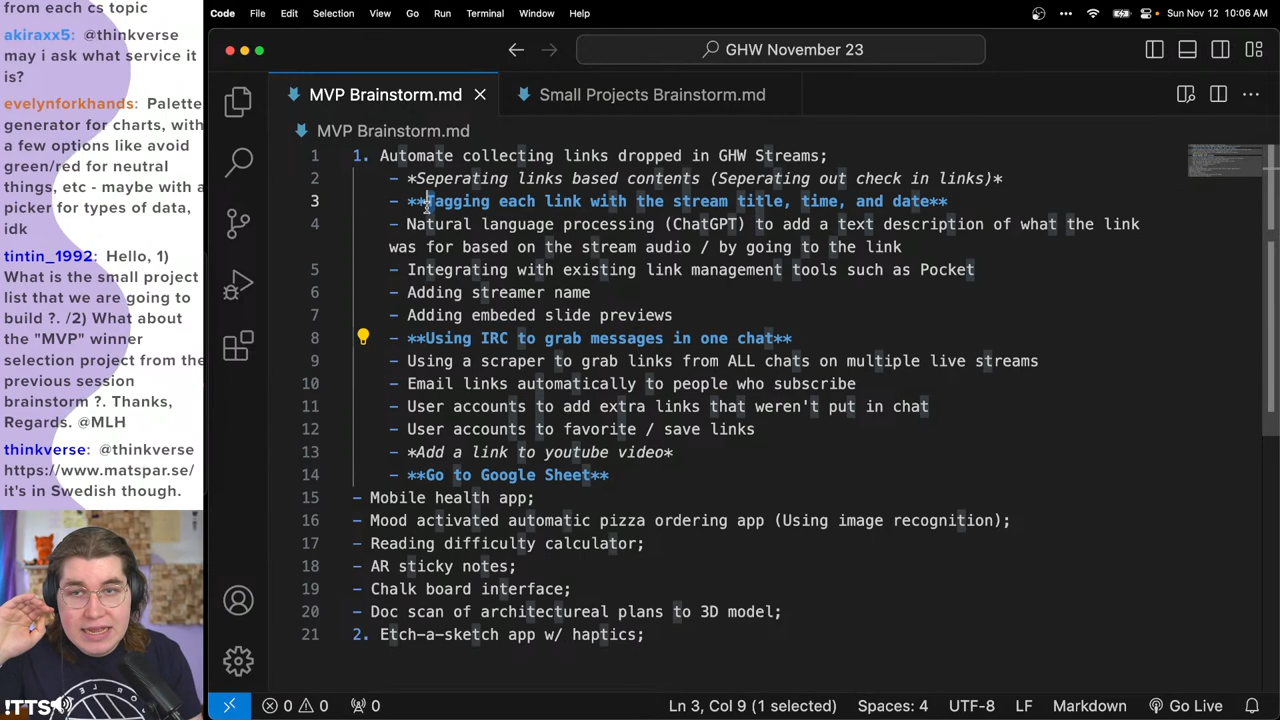 from each cs topic
akiraxx5: @thinkverse
may i ask what service it
is?
evelynforkhands: Palette
generator for charts, with
a few options like avoid
green/red for neutral
things, etc - maybe with a
picker for types of data,
idk
tintin_1992: Hello, 1)
What is the small project
list that we are going to
build ?. /2) What about
the "MVP" winner
selection project from the
previous session
brainstorm ?. Thanks,
Regards. @MLH
thinkverse: @thinkverse
https://www.matspar.se/
it's in Swedish though.
!TTS
Code File Edit Selection View Go Run Terminal Window Help Sun Nov 12 10:06 AM
GHW November 23
MVP Brainstorm.md Small Projects Brainstorm.md
MVP Brainstorm.md
1 1. Automate collecting links dropped in GHW Streams;
2 - *Seperating links based contents (Seperating out check in links)*
3 - **Tagging each link with the stream title, time, and date**
4 - Natural language processing (ChatGPT) to add a text description of what the link
was for based on the stream audio / by going to the link
5 - Integrating with existing link management tools such as Pocket
6 - Adding streamer name
7 - Adding embeded slide previews
8 - **Using IRC to grab messages in one chat**
9 - Using a scraper to grab links from ALL chats on multiple live streams
10 - Email links automatically to people who subscribe
11 - User accounts to add extra links that weren't put in chat
12 - User accounts to favorite / save links
13 - *Add a link to youtube video*
14 - **Go to Google Sheet**
15 - Mobile health app;
16 - Mood activated automatic pizza ordering app (Using image recognition);
17 - Reading difficulty calculator;
18 - AR sticky notes;
19 - Chalk board interface;
20 - Doc scan of architectureal plans to 3D model;
21 2. Etch-a-sketch app w/ haptics;
0 0 0 Ln 3, Col 9 (1 selected) Spaces: 4 UTF-8 LF Markdown Go Live